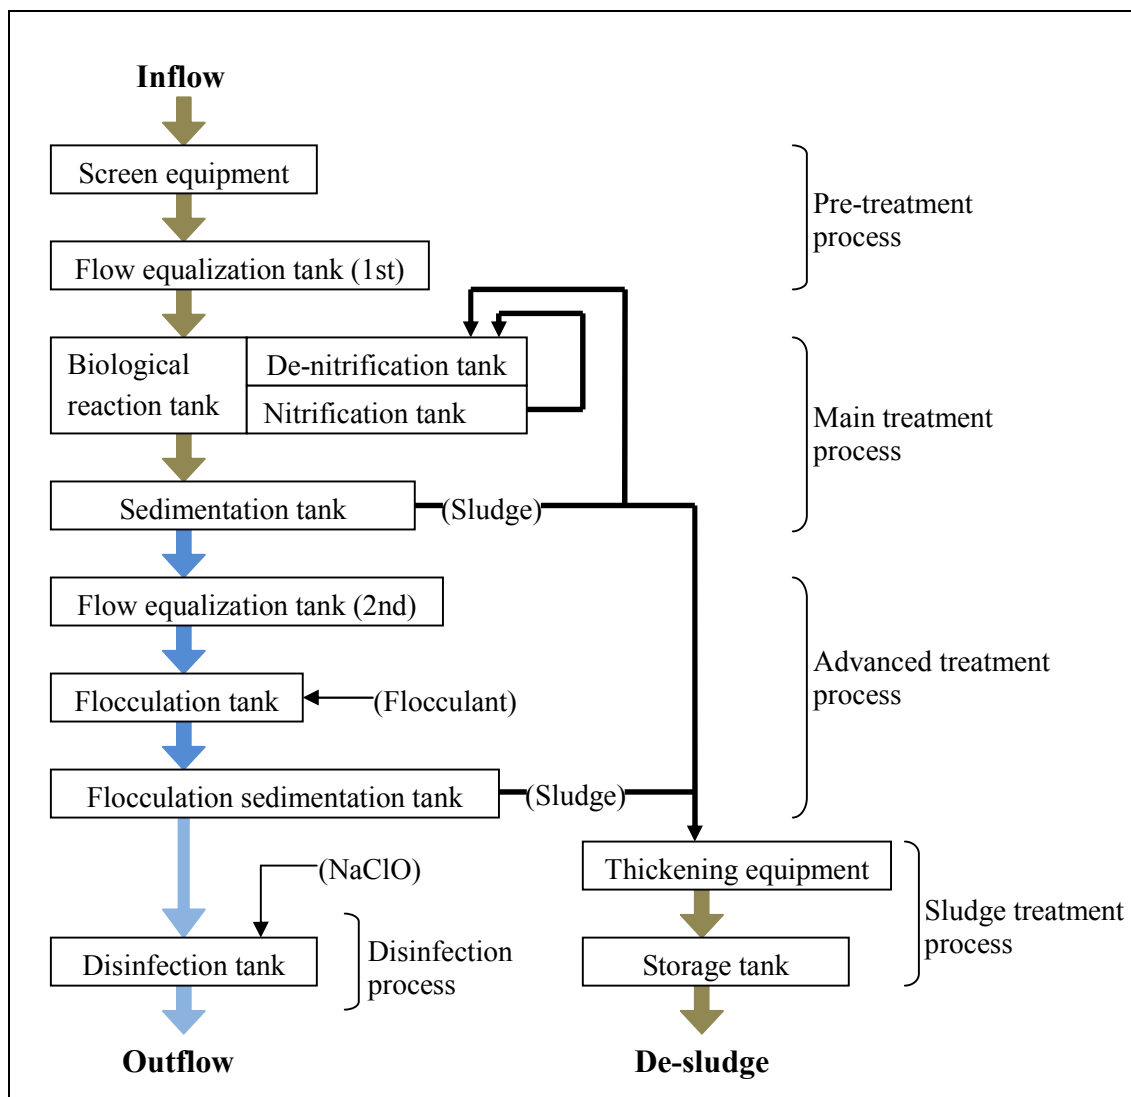 Inflow
Screen equipment
Pre-treatment
process
Flow equalization tank (1st)
Biological
reaction tank
De-nitrification tank
Nitrification tank
Main treatment
process
Sedimentation tank
(Sludge)
Flow equalization tank (2nd)
Advanced treatment
process
Flocculation tank
(Flocculant)
Flocculation sedimentation tank
(Sludge)
(NaClO)
Thickening equipment
Sludge treatment
process
Disinfection tank
Disinfection
process
Storage tank
Outflow
De-sludge